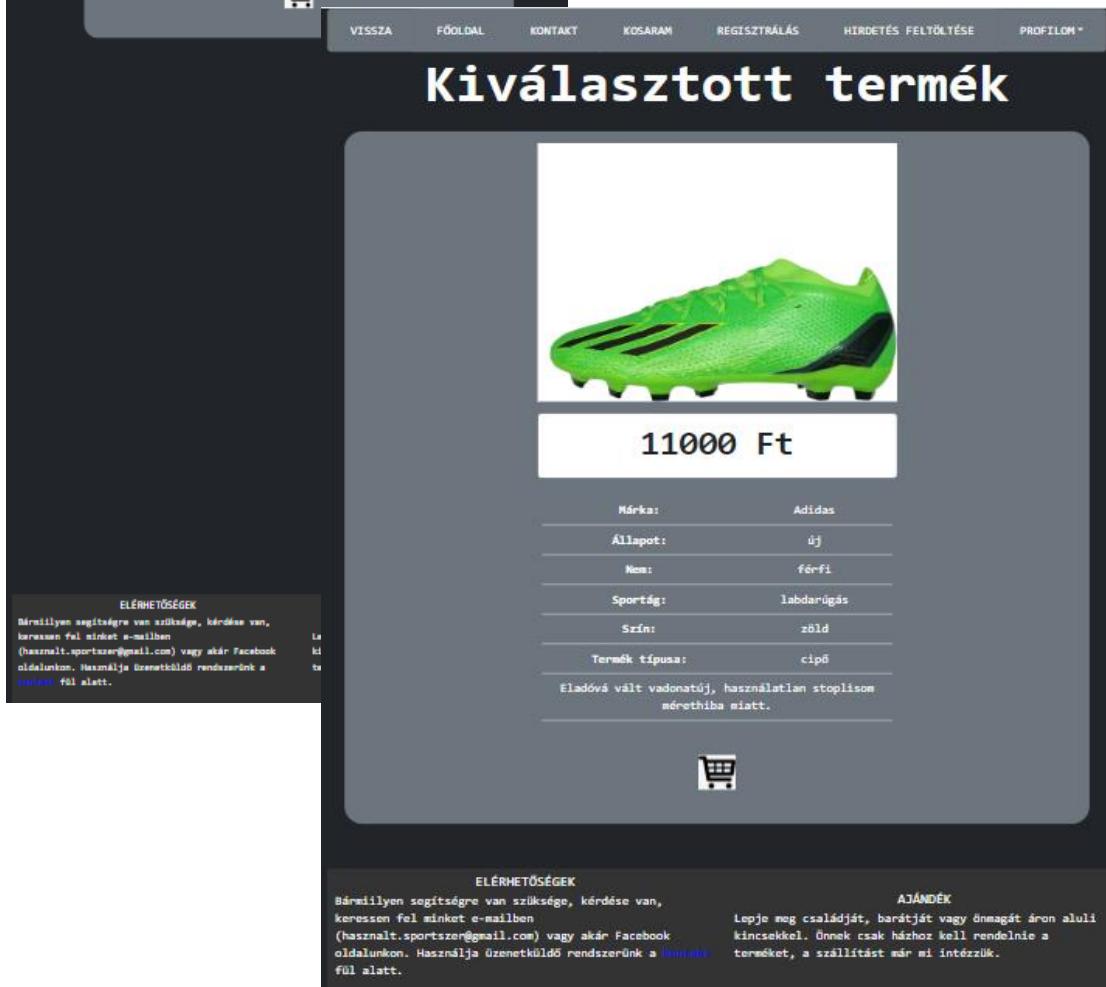 VISSZA FŐOLDAL KONTAKT KOSARAM REGISZTRÁLÁS HIRDETÉS FELTÖLTÉSE PROFILOM
Kiválasztott termék
11000 Ft
Márka: Adidas
Állapot: új
Nem: férfi
Sportág: labdarúgás
Szín: zöld
Termék típusa: cipő
Eladóvá vált vadonatúj, használatlan stoplisom
mérethiba miatt.
ELÉRHETŐSÉGEK
Bármiilyen segítségre van szüksége, kérdése van,
keressen fel minket e-mailben
(hasznalt.sportszer@gmail.com) vagy akár Facebook
oldalunkon. Használja üzenetküldő rendszerünk a
kontakt fül alatt.
ELÉRHETŐSÉGEK
Bármiilyen segítségre van szüksége, kérdése van,
keressen fel minket e-mailben
(hasznalt.sportszer@gmail.com) vagy akár Facebook
oldalunkon. Használja üzenetküldő rendszerünk a kontakt
fül alatt.
AJÁNDÉK
Lepje meg családját, barátját vagy önmagát áron aluli
kincsekkel. Önnek csak házhoz kell rendelnie a
terméket, a szállítást már mi intézzük.